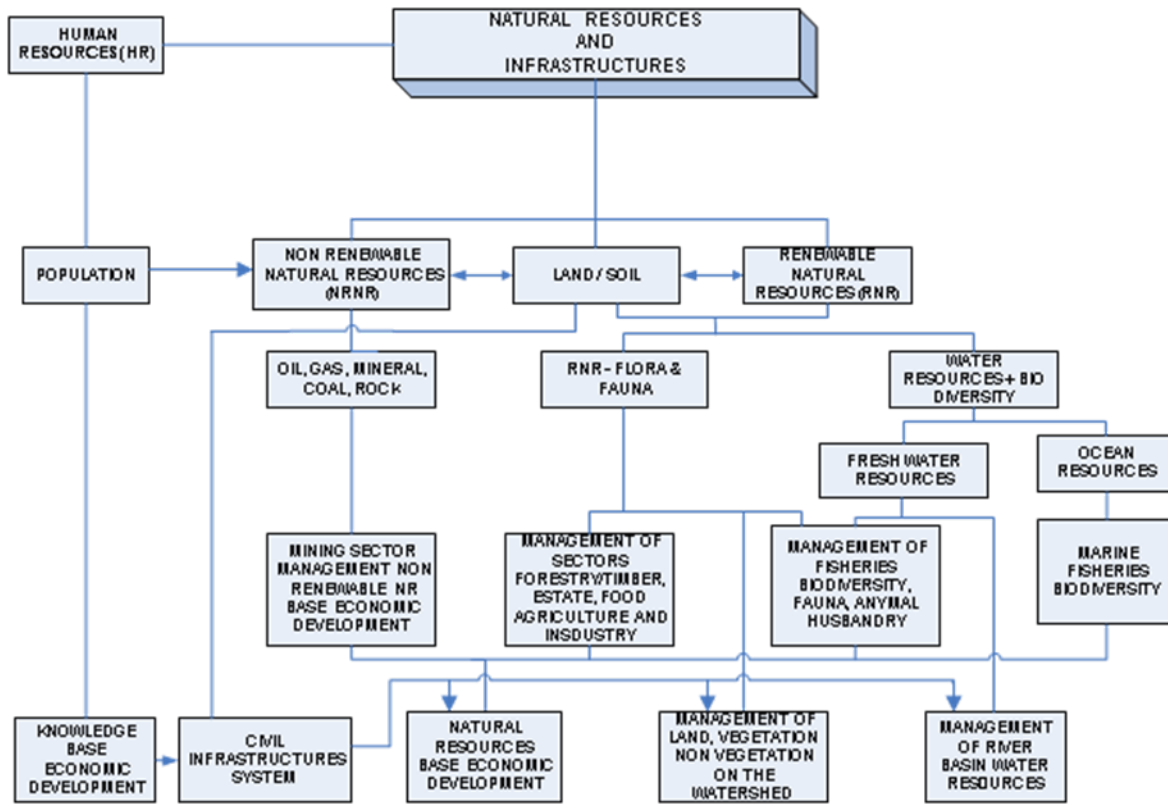 HUMAN
RESOURCES(HR)
NATURAL RESOURCES
AND
INFRASTRUCTURES
POPULATION
NON RENEWABLE
NATURAL RESOURCES
(NRNR)
LAND / SOIL
RENEWABLE
NATURAL
RESOURCES(RNR)
OIL, GAS, MINERAL,
COAL, ROCK
RNR- FLORA &
FAUNA
WATER
RESOURCES+ BIO
DIVERSITY
FRESH WATER
RESOURCES
OCEAN
RESOURCES
MINING SECTOR
MANAGEMENT NON
RENEWABLE NR
BASE ECONOMIC
DEVELOPMENT
MANAGEMENT OF
SECTORS
FORESTRY/TIMBER,
ESTATE, FOOD
AGRICULTURE AND
INSDUSTRY
MANAGEMENT OF
FISHERIES
BIODIVERSITY,
FAUNA, ANYMAL
HUSBANDRY
MARINE
FISHERIES
BIODIVERSITY
KNOWLEDGE
BASE
ECONOMIC
DEVELOPMENT
CIVIL
INFRASTRUCTURES
SYSTEM
NATURAL
RESOURCES
BASE ECONOMIC
DEVELOPMENT
MANAGEMENT OF
LAND, VEGETATION
NON VEGETATION
ON THE
WATERSHED
MANAGEMENT OF RIVER
BASIN WATER
RESOURCES